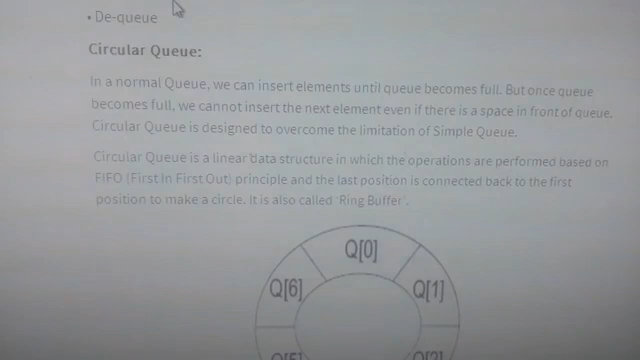 • De-queue
Circular Queue:
In a normal Queue, we can insert elements until queue becomes full. But once queue
becomes full, we cannot insert the next element even if there is a space in front of queue.
Circular Queue is designed to overcome the limitation of Simple Queue.
Circular Queue is a linear data structure in which the operations are performed based on
FIFO (First In First Out) principle and the last position is connected back to the first
position to make a circle. It is also called 'Ring Buffer'.
Q[0]
Q[6] Q[1]
Q[5] Q[2]